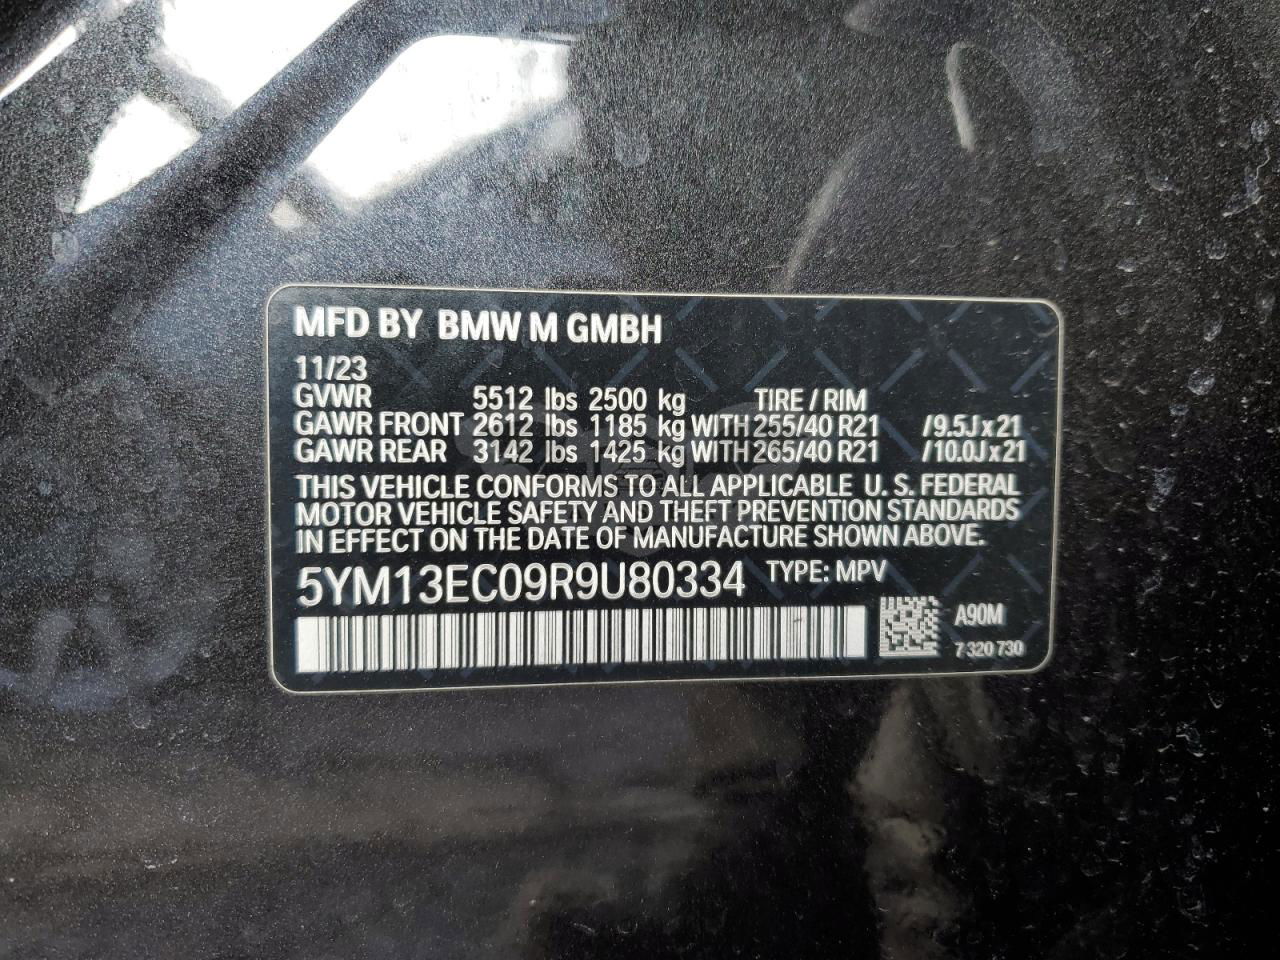 MFD BY BMW M GMBH
11/23
GVWR 5512 lbs 2500 kg TIRE / RIM
GAWR FRONT 2612 lbs 1185 kg WITH 255/40 R21 /9.5J x 21
GAWR REAR 3142 lbs 1425 kg WITH 265/40 R21 /10.0J x 21
THIS VEHICLE CONFORMS TO ALL APPLICABLE U. S. FEDERAL
MOTOR VEHICLE SAFETY AND THEFT PREVENTION STANDARDS
IN EFFECT ON THE DATE OF MANUFACTURE SHOWN ABOVE.
5YM13EC09R9U80334 TYPE: MPV
A90M
7 320 730